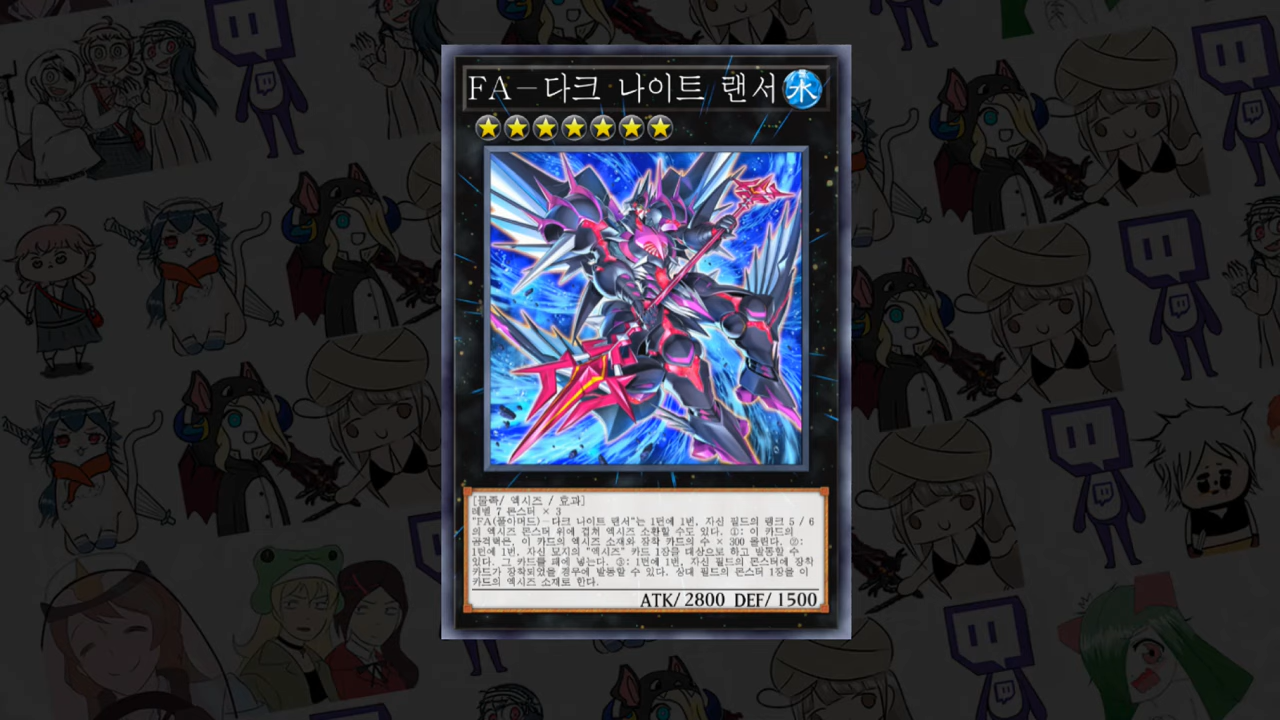 FA－다크 나이트 랜서
水
[물족/ 엑시즈 / 효과]
레벨 7 몬스터 × 3
"FA(풀아머드)－다크 나이트 랜서"는 1턴에 1번, 자신 필드의 랭크 5 / 6
의 엑시즈 몬스터 위에 겹쳐 엑시즈 소환할 수도 있다. ①: 이 카드의
공격력은, 이 카드의 엑시즈 소재와 장착 카드의 수 × 300 올린다. ②:
1턴에 1번, 자신 묘지의 "엑시즈" 카드 1장을 대상으로 하고 발동할 수
있다. 그 카드를 패에 넣는다. ③: 1턴에 1번, 자신 필드의 몬스터에 장착
카드가 장착되었을 경우에 발동할 수 있다. 상대 필드의 몬스터 1장을 이
카드의 엑시즈 소재로 한다.
ATK/ 2800 DEF/ 1500